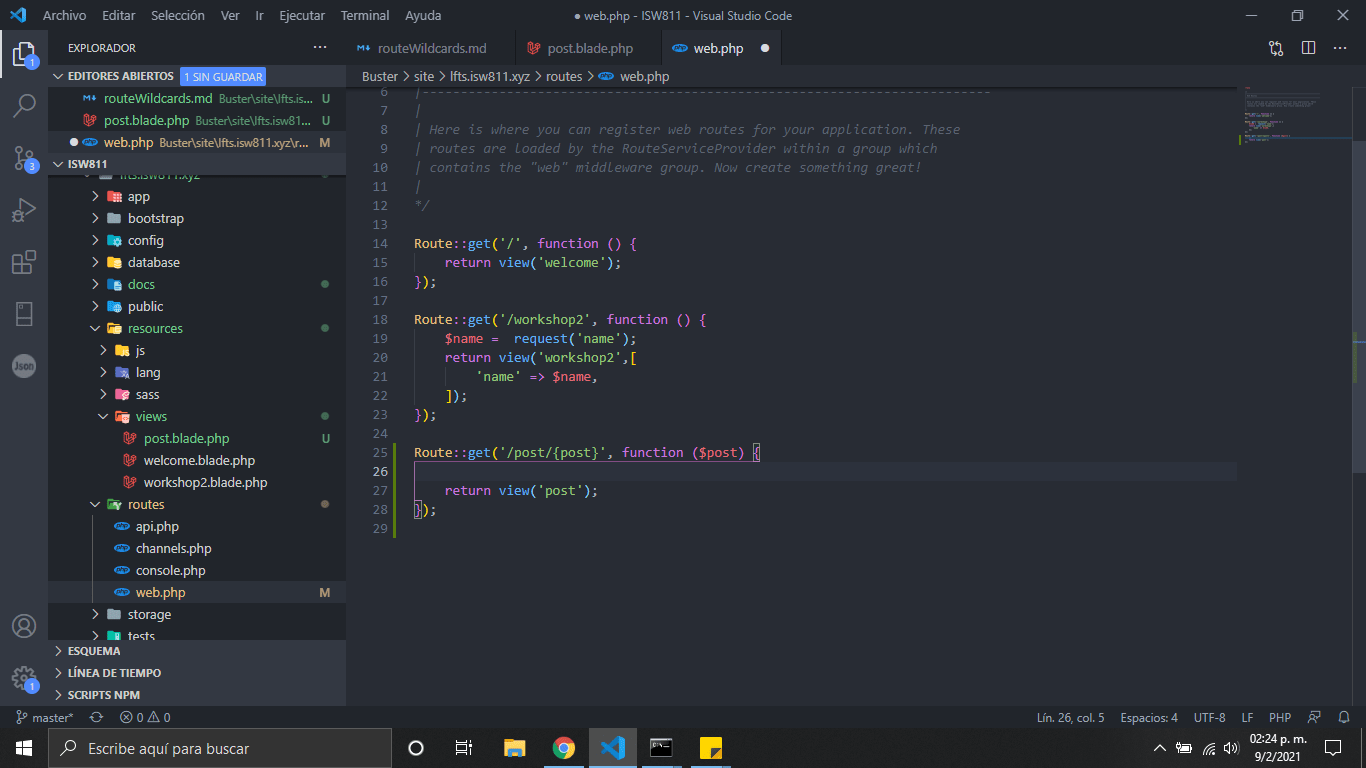 Archivo Editar Selección Ver Ir Ejecutar Terminal Ayuda
● web.php - ISW811 - Visual Studio Code
EXPLORADOR
EDITORES ABIERTOS 1 SIN GUARDAR
routeWildcards.md Buster\site\lfts.is... U
post.blade.php Buster\site\lfts.isw81... U
web.php Buster\site\lfts.isw811.xyz\r... M
ISW811
lfts.isw811.xyz
app
bootstrap
config
database
docs
public
resources
js
lang
sass
views
post.blade.php U
welcome.blade.php
workshop2.blade.php
routes
api.php
channels.php
console.php
web.php M
storage
tests
ESQUEMA
LÍNEA DE TIEMPO
SCRIPTS NPM
1
3
Json
1
routeWildcards.md
post.blade.php
web.php
Buster > site > lfts.isw811.xyz > routes > web.php
6 |--------------------------------------------------------------------------
7 |
8 | Here is where you can register web routes for your application. These
9 | routes are loaded by the RouteServiceProvider within a group which
10 | contains the "web" middleware group. Now create something great!
11 |
12 */
13
14 Route::get('/', function () {
15     return view('welcome');
16 });
17
18 Route::get('/workshop2', function () {
19     $name =  request('name');
20     return view('workshop2',[
21         'name' => $name,
22     ]);
23 });
24
25 Route::get('/post/{post}', function ($post) {
26
27     return view('post');
28 });
29
master* 0 0
Lín. 26, col. 5 Espacios: 4 UTF-8 LF PHP
Escribe aquí para buscar
02:24 p. m.
9/2/2021